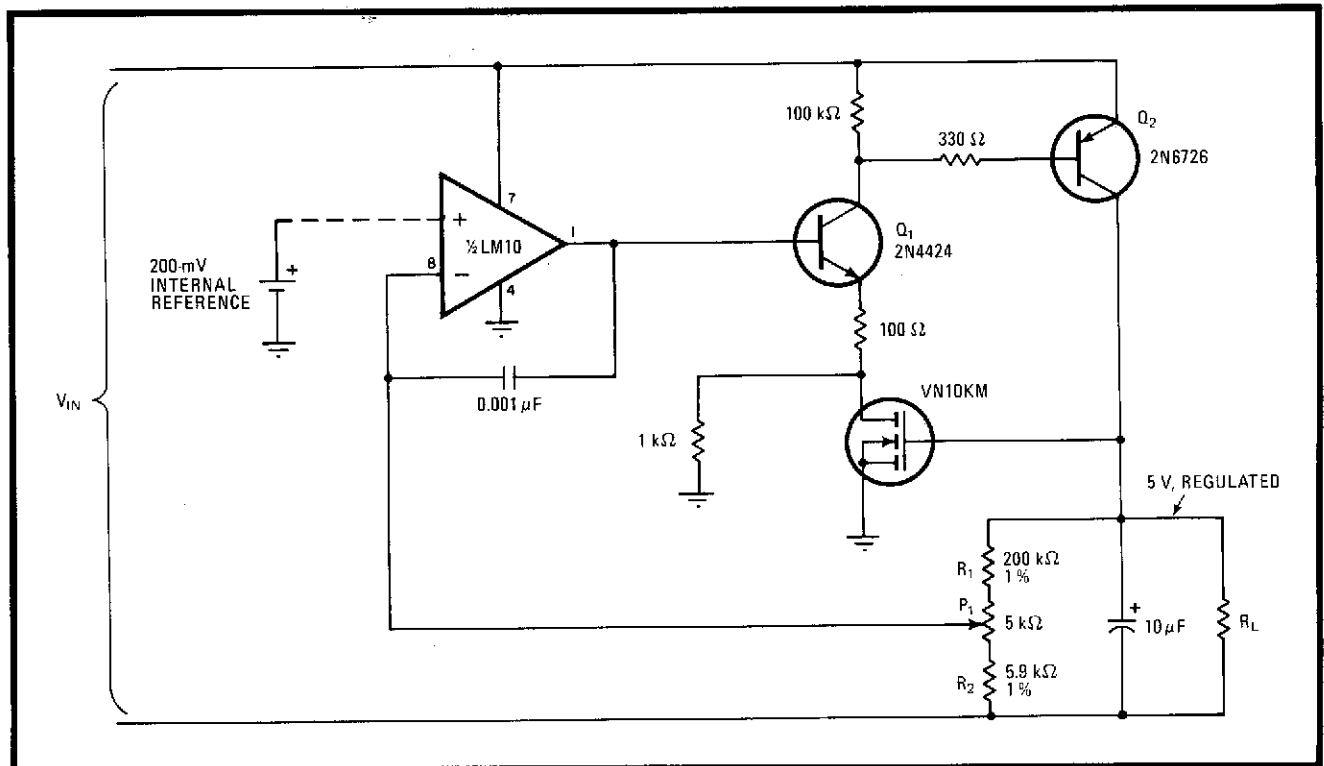 100 kΩ
Q2
330 Ω
2N6726
7
+
½ LM10
1
8
−
4
Q1
2N4424
200-mV
INTERNAL
REFERENCE
+
100 Ω
VIN
0.001 µF
VN10KM
1 kΩ
5 V, REGULATED
R1
200 kΩ
1 %
P1
5 kΩ
+
10 µF
RL
R2
5.9 kΩ
1 %